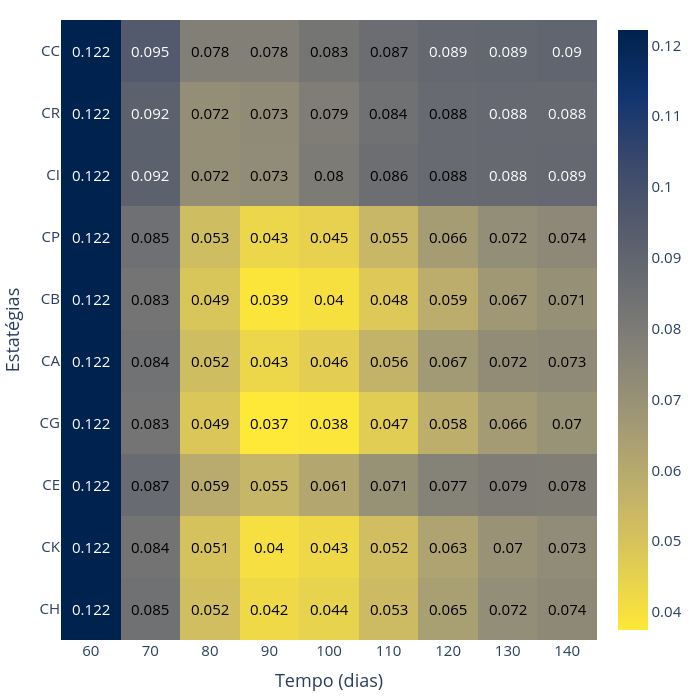 CC 0.122 0.095 0.078 0.078 0.083 0.087 0.089 0.089 0.09
CR 0.122 0.092 0.072 0.073 0.079 0.084 0.088 0.088 0.088
CI 0.122 0.092 0.072 0.073 0.08 0.086 0.088 0.088 0.089
CP 0.122 0.085 0.053 0.043 0.045 0.055 0.066 0.072 0.074
CB 0.122 0.083 0.049 0.039 0.04 0.048 0.059 0.067 0.071
CA 0.122 0.084 0.052 0.043 0.046 0.056 0.067 0.072 0.073
CG 0.122 0.083 0.049 0.037 0.038 0.047 0.058 0.066 0.07
CE 0.122 0.087 0.059 0.055 0.061 0.071 0.077 0.079 0.078
CK 0.122 0.084 0.051 0.04 0.043 0.052 0.063 0.07 0.073
CH 0.122 0.085 0.052 0.042 0.044 0.053 0.065 0.072 0.074
60 70 80 90 100 110 120 130 140
Tempo (dias)
Estatégias
0.12
0.11
0.1
0.09
0.08
0.07
0.06
0.05
0.04